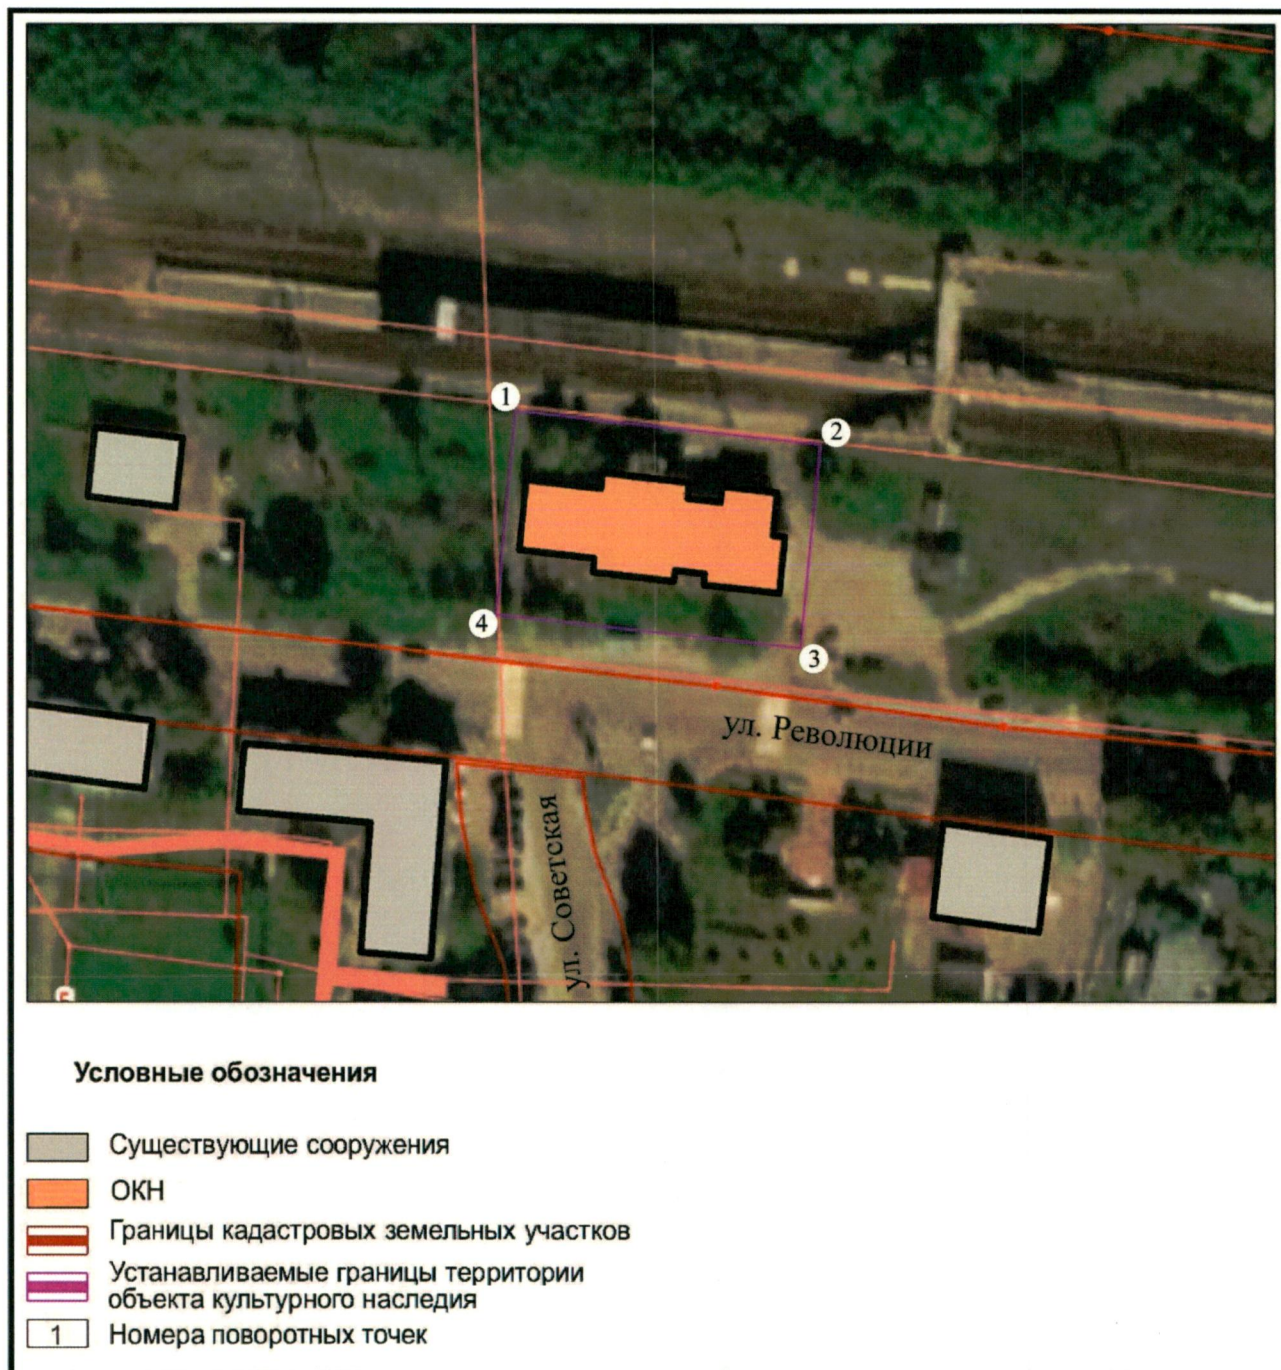 1
2
4
3
ул. Революции
ул. Советская
Условные обозначения
Существующие сооружения
ОКН
Границы кадастровых земельных участков
Устанавливаемые границы территории
объекта культурного наследия
1 Номера поворотных точек